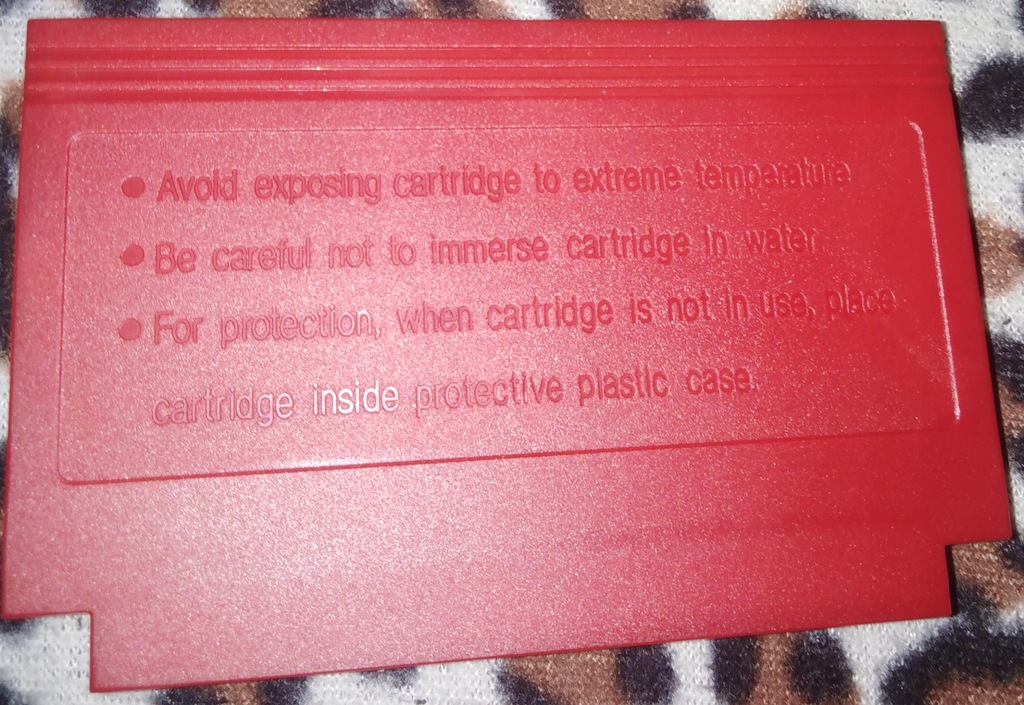 ● Avoid exposing cartridge to extreme temperature
● Be careful not to immerse cartridge in water.
● For protection, when cartridge is not in use, place
cartridge inside protective plastic case.